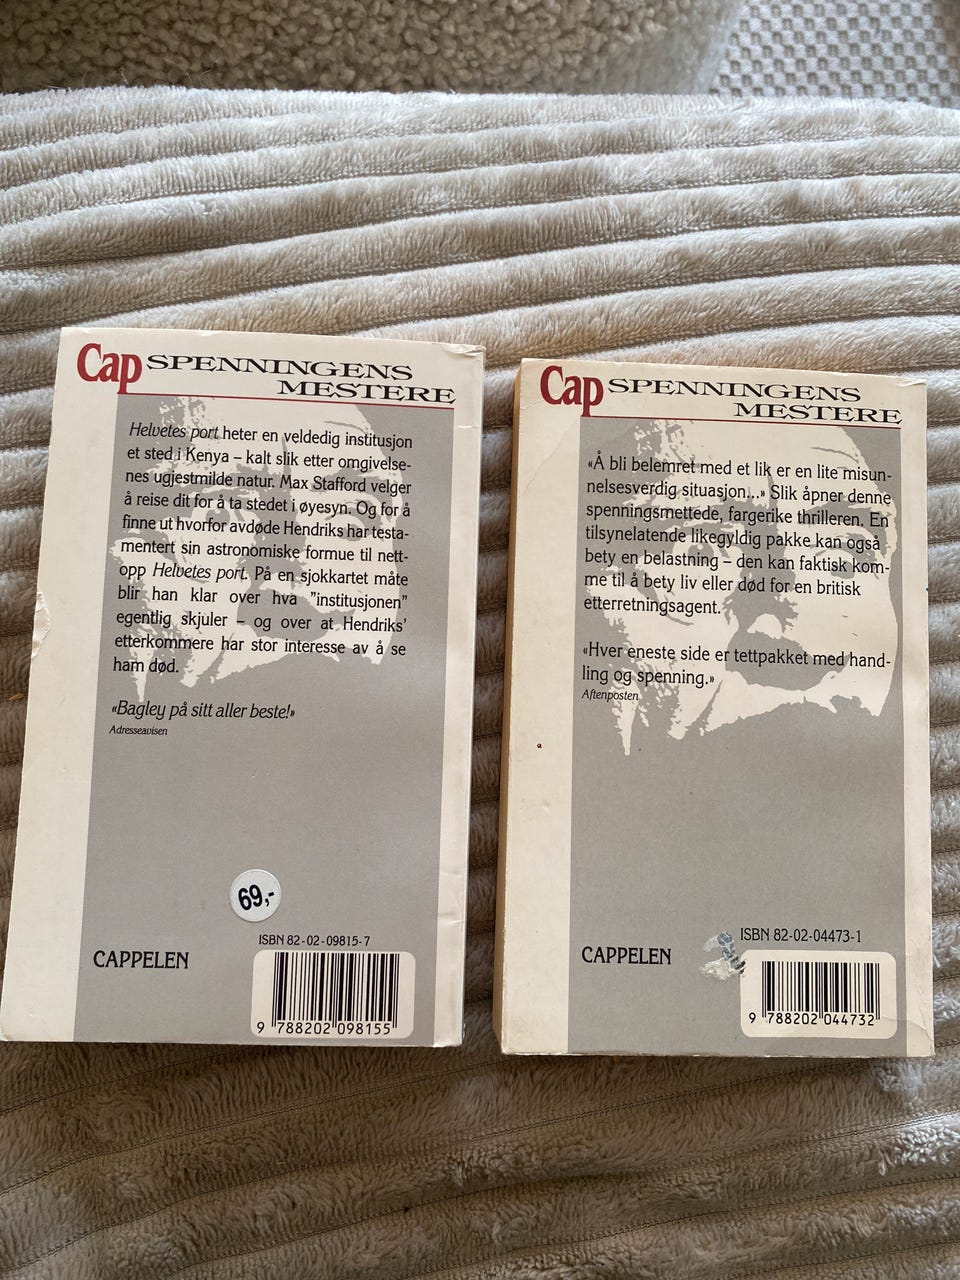 Cap SPENNINGENS
MESTERE
Helvetes port heter en veldedig institusjon
et sted i Kenya – kalt slik etter omgivelse-
nes ugjestmilde natur. Max Stafford velger
å reise dit for å ta stedet i øyesyn. Og for å
finne ut hvorfor avdøde Hendriks har testa-
mentert sin astronomiske formue til nett-
opp Helvetes port. På en sjokkartet måte
blir han klar over hva ”institusjonen”
egentlig skjuler – og over at Hendriks’
etterkommere har stor interesse av å se
ham død.
«Bagley på sitt aller beste!»
Adresseavisen
69,-
ISBN 82-02-09815-7
CAPPELEN
9 788202 098155
Cap SPENNINGENS
MESTERE
«Å bli belemret med et lik er en lite misun-
nelsesverdig situasjon...» Slik åpner denne
spenningsmettede, fargerike thrilleren. En
tilsynelatende likegyldig pakke kan også
bety en belastning – den kan faktisk kom-
me til å bety liv eller død for en britisk
etterretningsagent.
«Hver eneste side er tettpakket med hand-
ling og spenning.»
Aftenposten
ISBN 82-02-04473-1
CAPPELEN
9 788202 044732